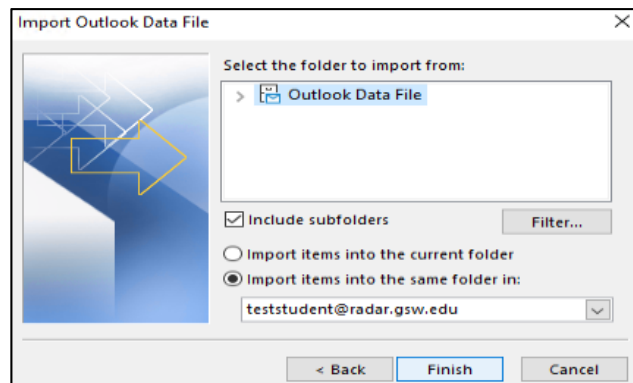 Import Outlook Data File
Select the folder to import from:
Outlook Data File
Include subfolders
Filter...
Import items into the current folder
Import items into the same folder in:
teststudent@radar.gsw.edu
< Back
Finish
Cancel